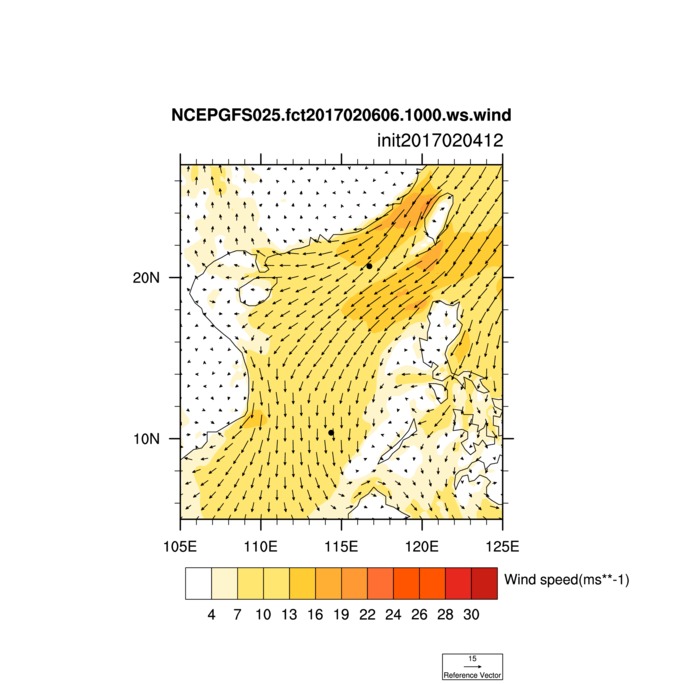 NCEPGFS025.fct2017020606.1000.ws.wind
init2017020412
20N
10N
105E 110E 115E 120E 125E
Wind speed(ms**-1)
4 7 10 13 16 19 22 24 26 28 30
15
Reference Vector